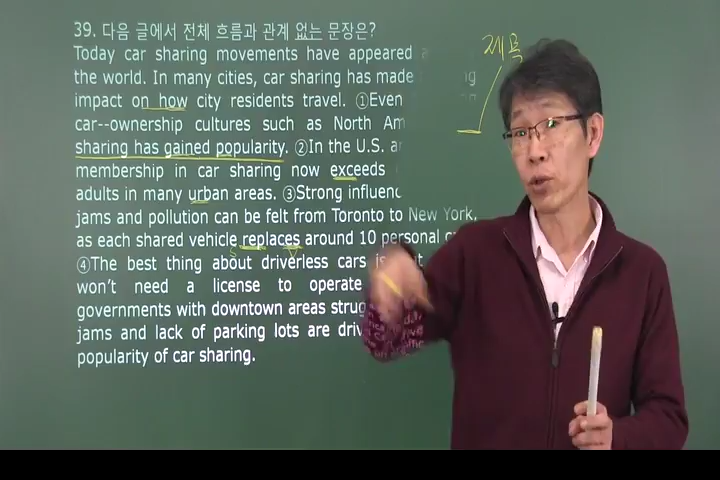 39. 다음 글에서 전체 흐름과 관계 없는 문장은?
Today car sharing movements have appeared
the world. In many cities, car sharing has made
impact on how city residents travel. ①Even
car--ownership cultures such as North Am
sharing has gained popularity. ②In the U.S.
membership in car sharing now exceeds
adults in many urban areas. ③Strong influenc
jams and pollution can be felt from Toronto to New York,
as each shared vehicle replaces around 10 personal
④The best thing about driverless cars
won't need a license to operate
governments with downtown areas strug
jams and lack of parking lots are driv
popularity of car sharing.
제목
S V